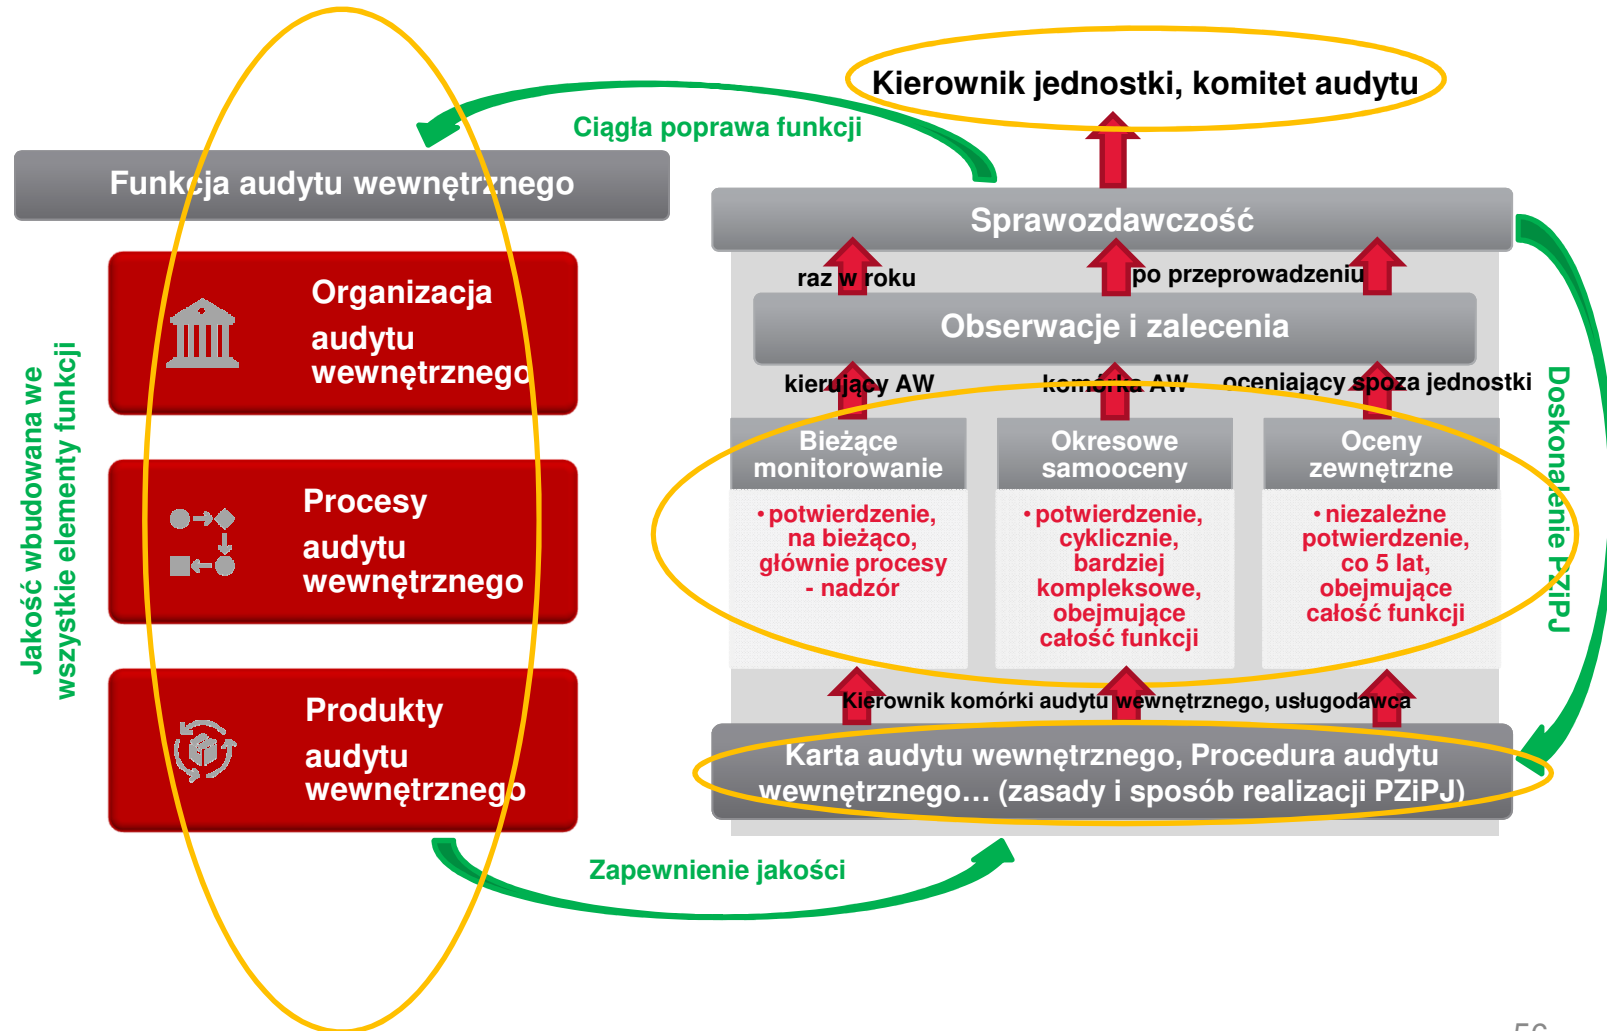 Kierownik jednostki, komitet audytu
Ciągła poprawa funkcji
Funkcja audytu wewnętrznego
Sprawozdawczość
raz w roku
po przeprowadzeniu
Organizacja
audytu
wewnętrznego
Obserwacje i zalecenia
kierujący AW
komórka AW
oceniający spoza jednostki
Jakość wbudowana we
wszystkie elementy funkcji
Doskonalenie PZiPJ
Bieżące
monitorowanie
Okresowe
samooceny
Oceny
zewnętrzne
Procesy
audytu
wewnętrznego
• potwierdzenie,
na bieżąco,
głównie procesy
- nadzór
• potwierdzenie,
cyklicznie,
bardziej
kompleksowe,
obejmujące
całość funkcji
• niezależne
potwierdzenie,
co 5 lat,
obejmujące
całość funkcji
Produkty
audytu
wewnętrznego
Kierownik komórki audytu wewnętrznego, usługodawca
Karta audytu wewnętrznego, Procedura audytu
wewnętrznego… (zasady i sposób realizacji PZiPJ)
Zapewnienie jakości
56